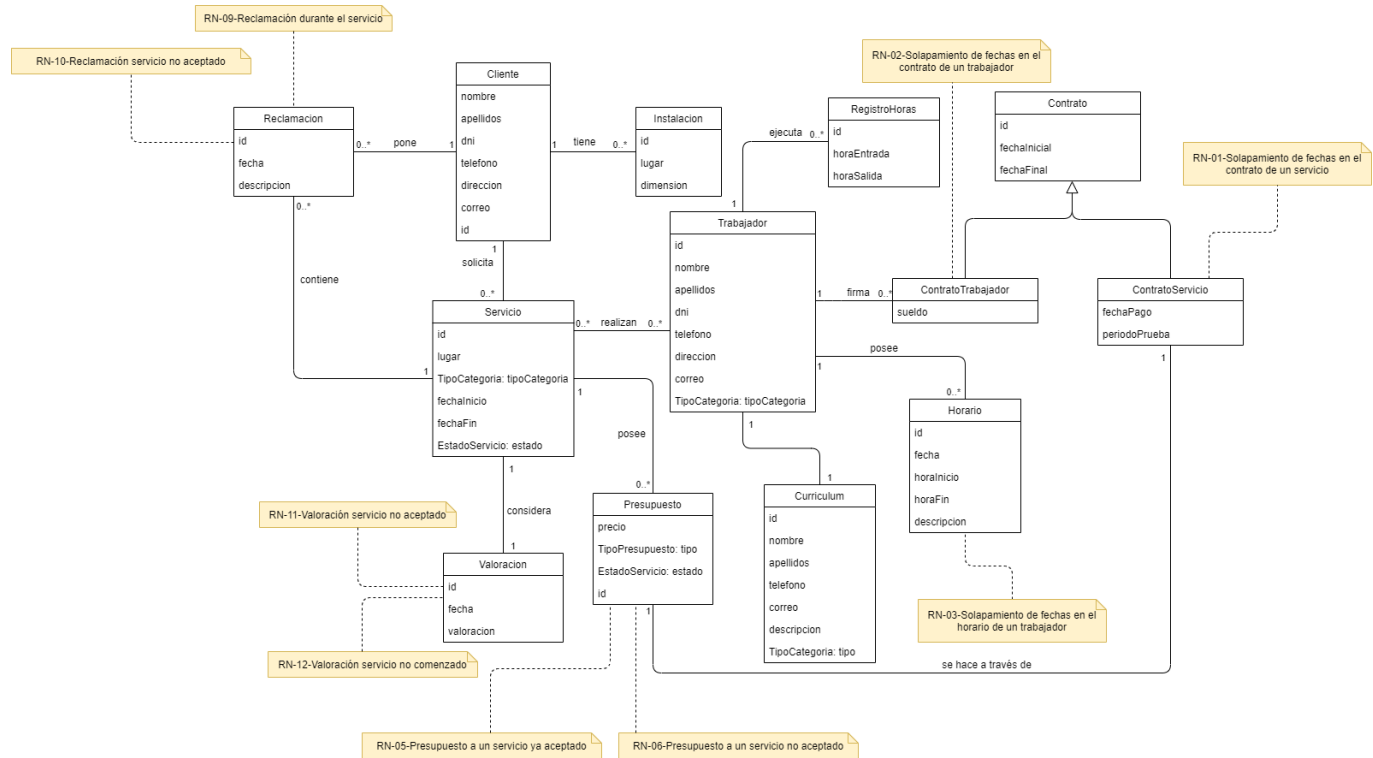 RN-09-Reclamación durante el servicio
RN-10-Reclamación servicio no aceptado
RN-02-Solapamiento de fechas en el
contrato de un trabajador
RN-01-Solapamiento de fechas en el
contrato de un servicio
Reclamacion
id
fecha
descripcion
0..*
pone
1
0..*
Cliente
nombre
apellidos
dni
telefono
direccion
correo
id
1
tiene
0..*
1
solicita
0..*
Instalacion
id
lugar
dimension
RegistroHoras
id
horaEntrada
horaSalida
ejecuta
0..*
1
Contrato
id
fechaInicial
fechaFinal
Trabajador
id
nombre
apellidos
dni
telefono
direccion
correo
TipoCategoria: tipoCategoria
1
firma
0..*
ContratoTrabajador
sueldo
ContratoServicio
fechaPago
periodoPrueba
1
contiene
1
Servicio
id
lugar
TipoCategoria: tipoCategoria
fechaInicio
fechaFin
EstadoServicio: estado
0..*
realizan
0..*
posee
1
0..*
Horario
id
fecha
horaInicio
horaFin
descripcion
1
posee
0..*
1
considera
1
1
1
Curriculum
id
nombre
apellidos
telefono
correo
descripcion
TipoCategoria: tipo
Presupuesto
precio
TipoPresupuesto: tipo
EstadoServicio: estado
id
1
se hace a través de
RN-11-Valoración servicio no aceptado
Valoracion
id
fecha
valoracion
RN-12-Valoración servicio no comenzado
RN-03-Solapamiento de fechas en el
horario de un trabajador
RN-05-Presupuesto a un servicio ya aceptado
RN-06-Presupuesto a un servicio no aceptado